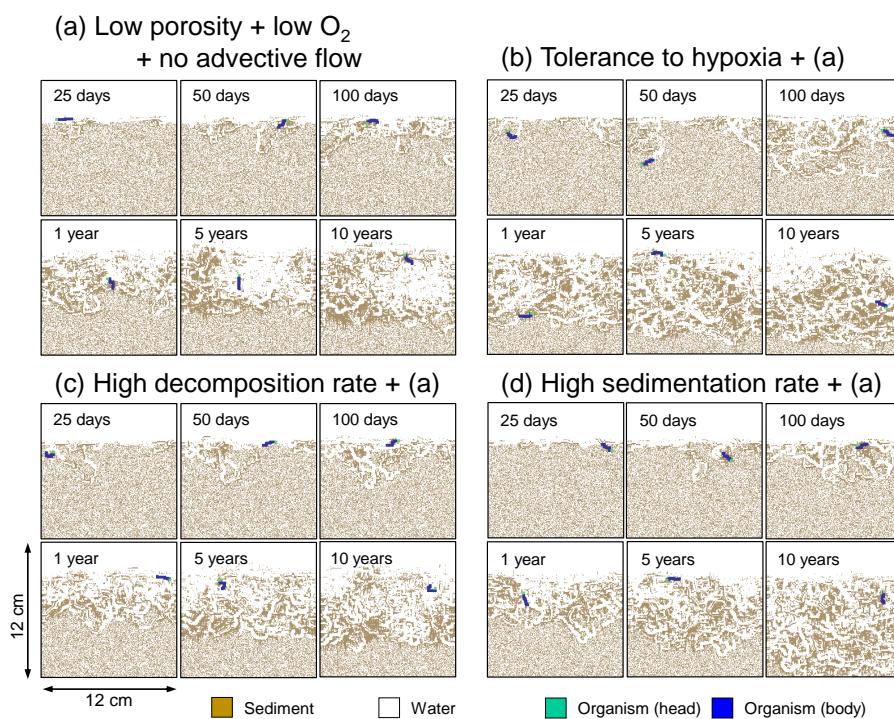 (a) Low porosity + low O₂
+ no advective flow
25 days
50 days
100 days
1 year
5 years
10 years
(b) Tolerance to hypoxia + (a)
25 days
50 days
100 days
1 year
5 years
10 years
(c) High decomposition rate + (a)
25 days
50 days
100 days
1 year
5 years
10 years
12 cm
12 cm
(d) High sedimentation rate + (a)
25 days
50 days
100 days
1 year
5 years
10 years
Sediment
Water
Organism (head)
Organism (body)